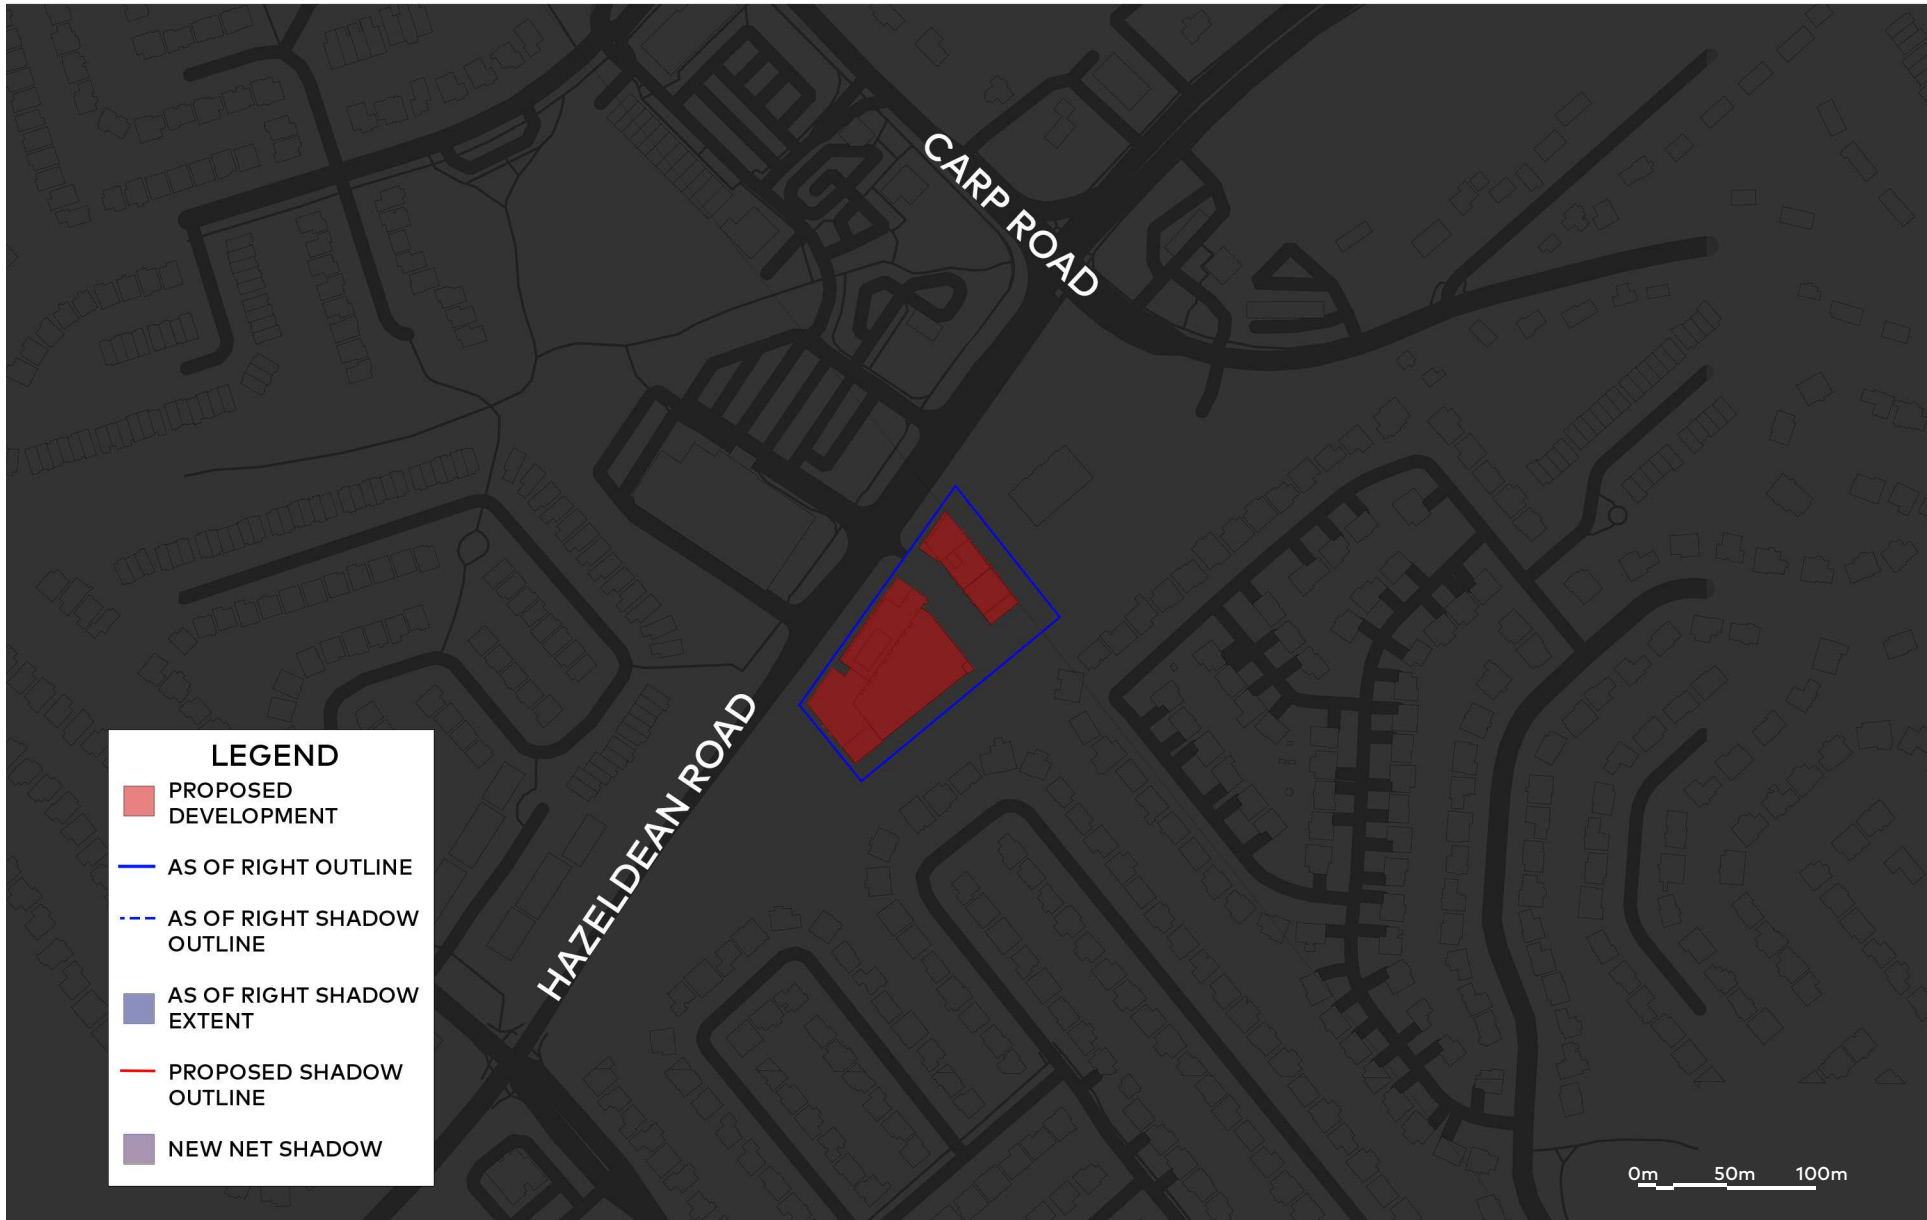 CARP ROAD
HAZELDEAN ROAD
LEGEND
PROPOSED
DEVELOPMENT
AS OF RIGHT OUTLINE
AS OF RIGHT SHADOW
OUTLINE
AS OF RIGHT SHADOW
EXTENT
PROPOSED SHADOW
OUTLINE
NEW NET SHADOW
0m 50m 100m